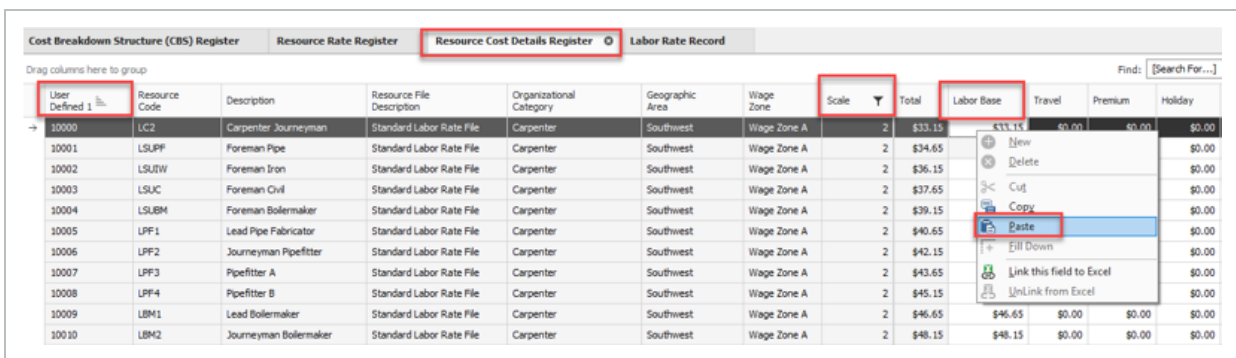 Cost Breakdown Structure (CBS) Register Resource Rate Register Resource Cost Details Register Labor Rate Record
Drag columns here to group Find: [Search For...]
User Defined 1 Resource Code Description Resource File Description Organizational Category Geographic Area Wage Zone Scale Total Labor Base Travel Premium Holiday
10000 LC2 Carpenter Journeyman Standard Labor Rate File Carpenter Southwest Wage Zone A 2 $33.15 $33.15 $0.00 $0.00 $0.00
10001 LSUPF Foreman Pipe Standard Labor Rate File Carpenter Southwest Wage Zone A 2 $34.65 New $0.00
10002 LSUIW Foreman Iron Standard Labor Rate File Carpenter Southwest Wage Zone A 2 $36.15 Delete $0.00
10003 LSUC Foreman Civil Standard Labor Rate File Carpenter Southwest Wage Zone A 2 $37.65 Cut $0.00
10004 LSUBM Foreman Boilermaker Standard Labor Rate File Carpenter Southwest Wage Zone A 2 $39.15 Copy $0.00
10005 LPF1 Lead Pipe Fabricator Standard Labor Rate File Carpenter Southwest Wage Zone A 2 $40.65 Paste $0.00
10006 LPF2 Journeyman Pipefitter Standard Labor Rate File Carpenter Southwest Wage Zone A 2 $42.15 Fill Down $0.00
10007 LPF3 Pipefitter A Standard Labor Rate File Carpenter Southwest Wage Zone A 2 $43.65 Link this field to Excel $0.00
10008 LPF4 Pipefitter B Standard Labor Rate File Carpenter Southwest Wage Zone A 2 $45.15 UnLink from Excel $0.00
10009 LBM1 Lead Boilermaker Standard Labor Rate File Carpenter Southwest Wage Zone A 2 $46.65 $46.65 $0.00 $0.00 $0.00
10010 LBM2 Journeyman Boilermaker Standard Labor Rate File Carpenter Southwest Wage Zone A 2 $48.15 $48.15 $0.00 $0.00 $0.00